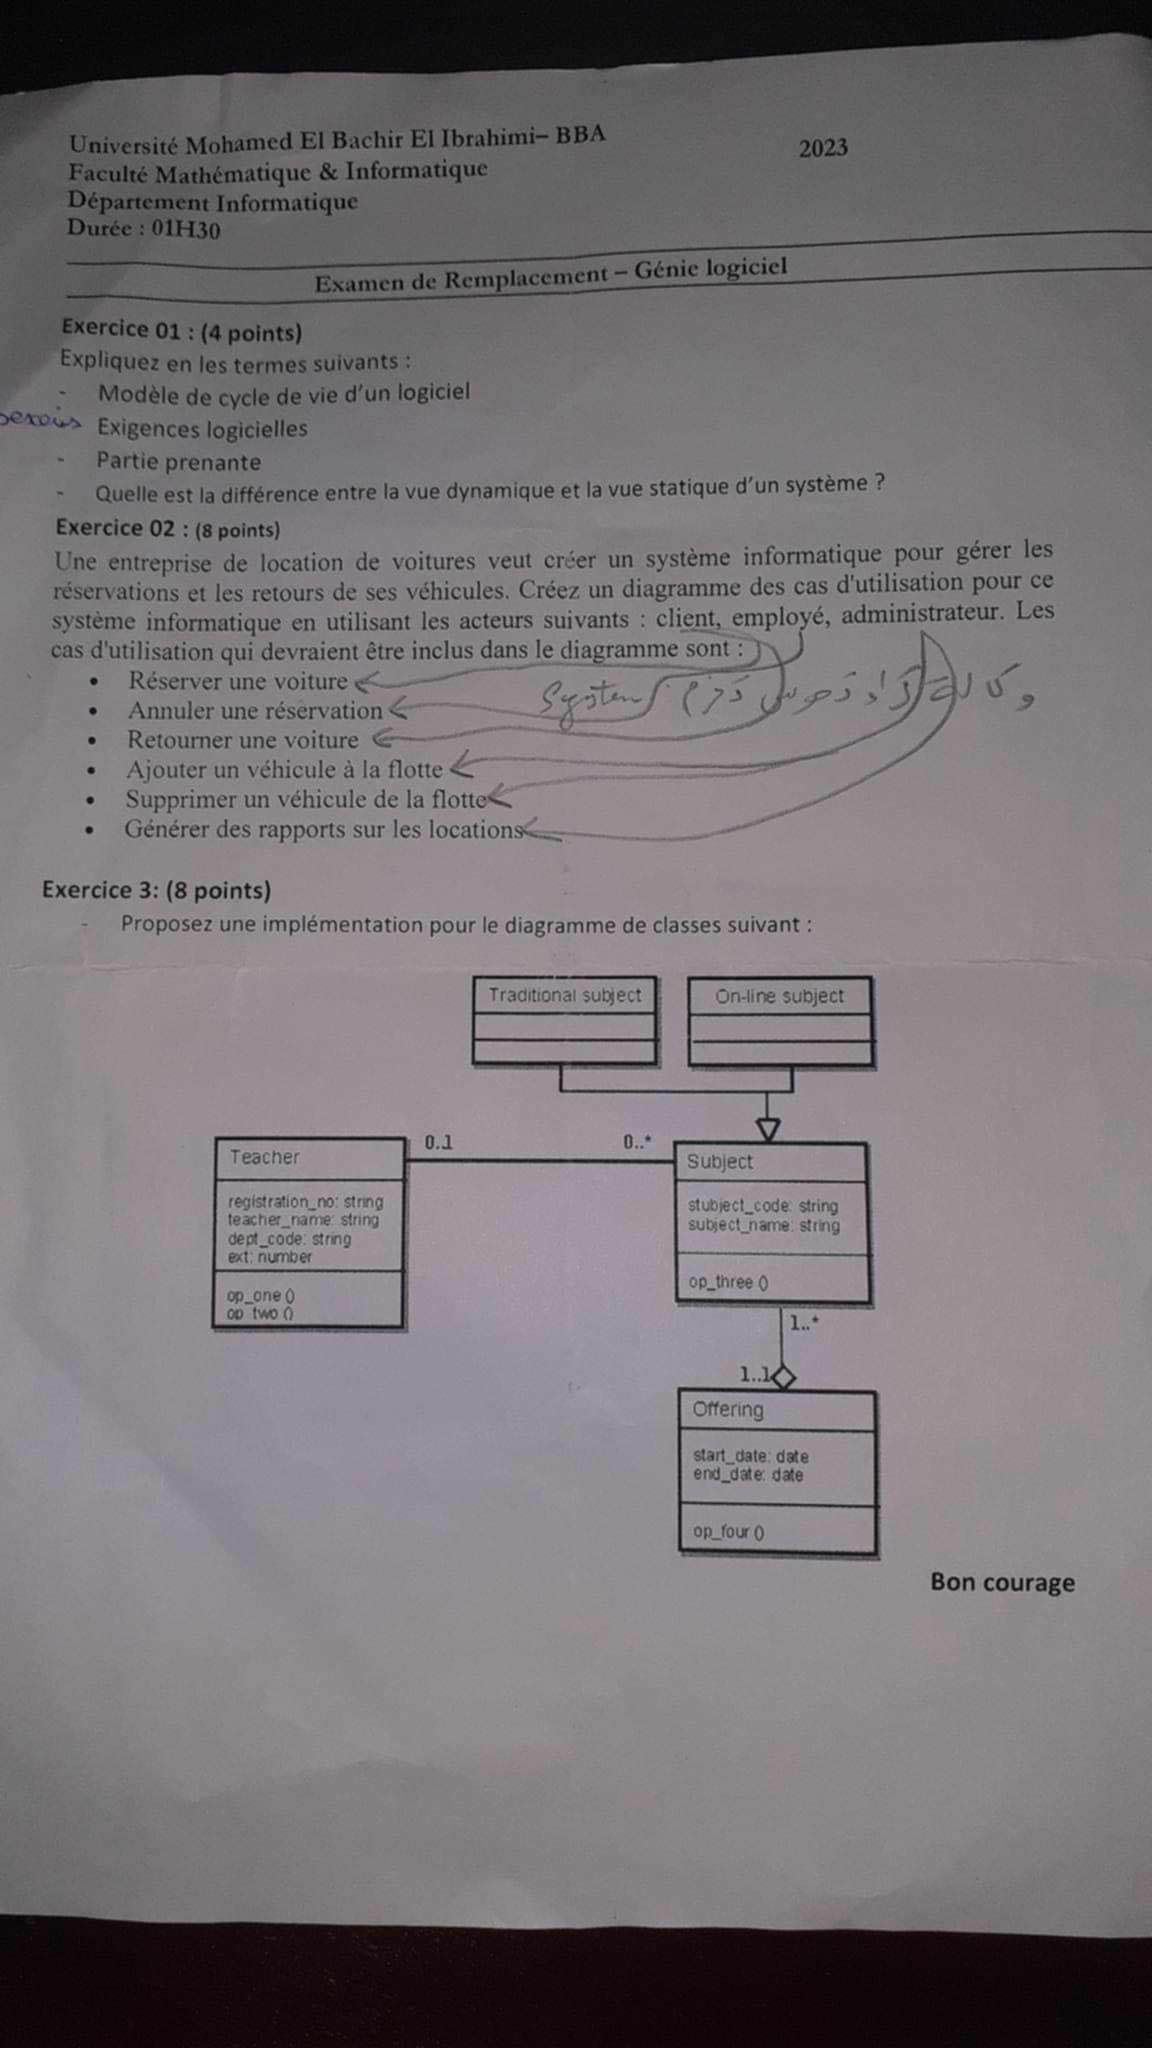 Université Mohamed El Bachir El Ibrahimi– BBA
2023
Faculté Mathématique & Informatique
Département Informatique
Durée : 01H30
Examen de Remplacement – Génie logiciel
Exercice 01 : (4 points)
Expliquez en les termes suivants :
- Modèle de cycle de vie d'un logiciel
Exigences logicielles
- Partie prenante
- Quelle est la différence entre la vue dynamique et la vue statique d'un système ?
Exercice 02 : (8 points)
Une entreprise de location de voitures veut créer un système informatique pour gérer les
réservations et les retours de ses véhicules. Créez un diagramme des cas d'utilisation pour ce
système informatique en utilisant les acteurs suivants : client, employé, administrateur. Les
cas d'utilisation qui devraient être inclus dans le diagramme sont :
• Réserver une voiture
System
• Annuler une réservation
• Retourner une voiture
• Ajouter un véhicule à la flotte
• Supprimer un véhicule de la flotte
• Générer des rapports sur les locations
Exercice 3: (8 points)
- Proposez une implémentation pour le diagramme de classes suivant :
Traditional subject
On-line subject
0..1
0..*
Teacher
registration_no: string
teacher_name: string
dept_code: string
ext: number
op_one ()
op_two ()
Subject
stubject_code: string
subject_name: string
op_three ()
1..*
1..1
Offering
start_date: date
end_date: date
op_four ()
Bon courage